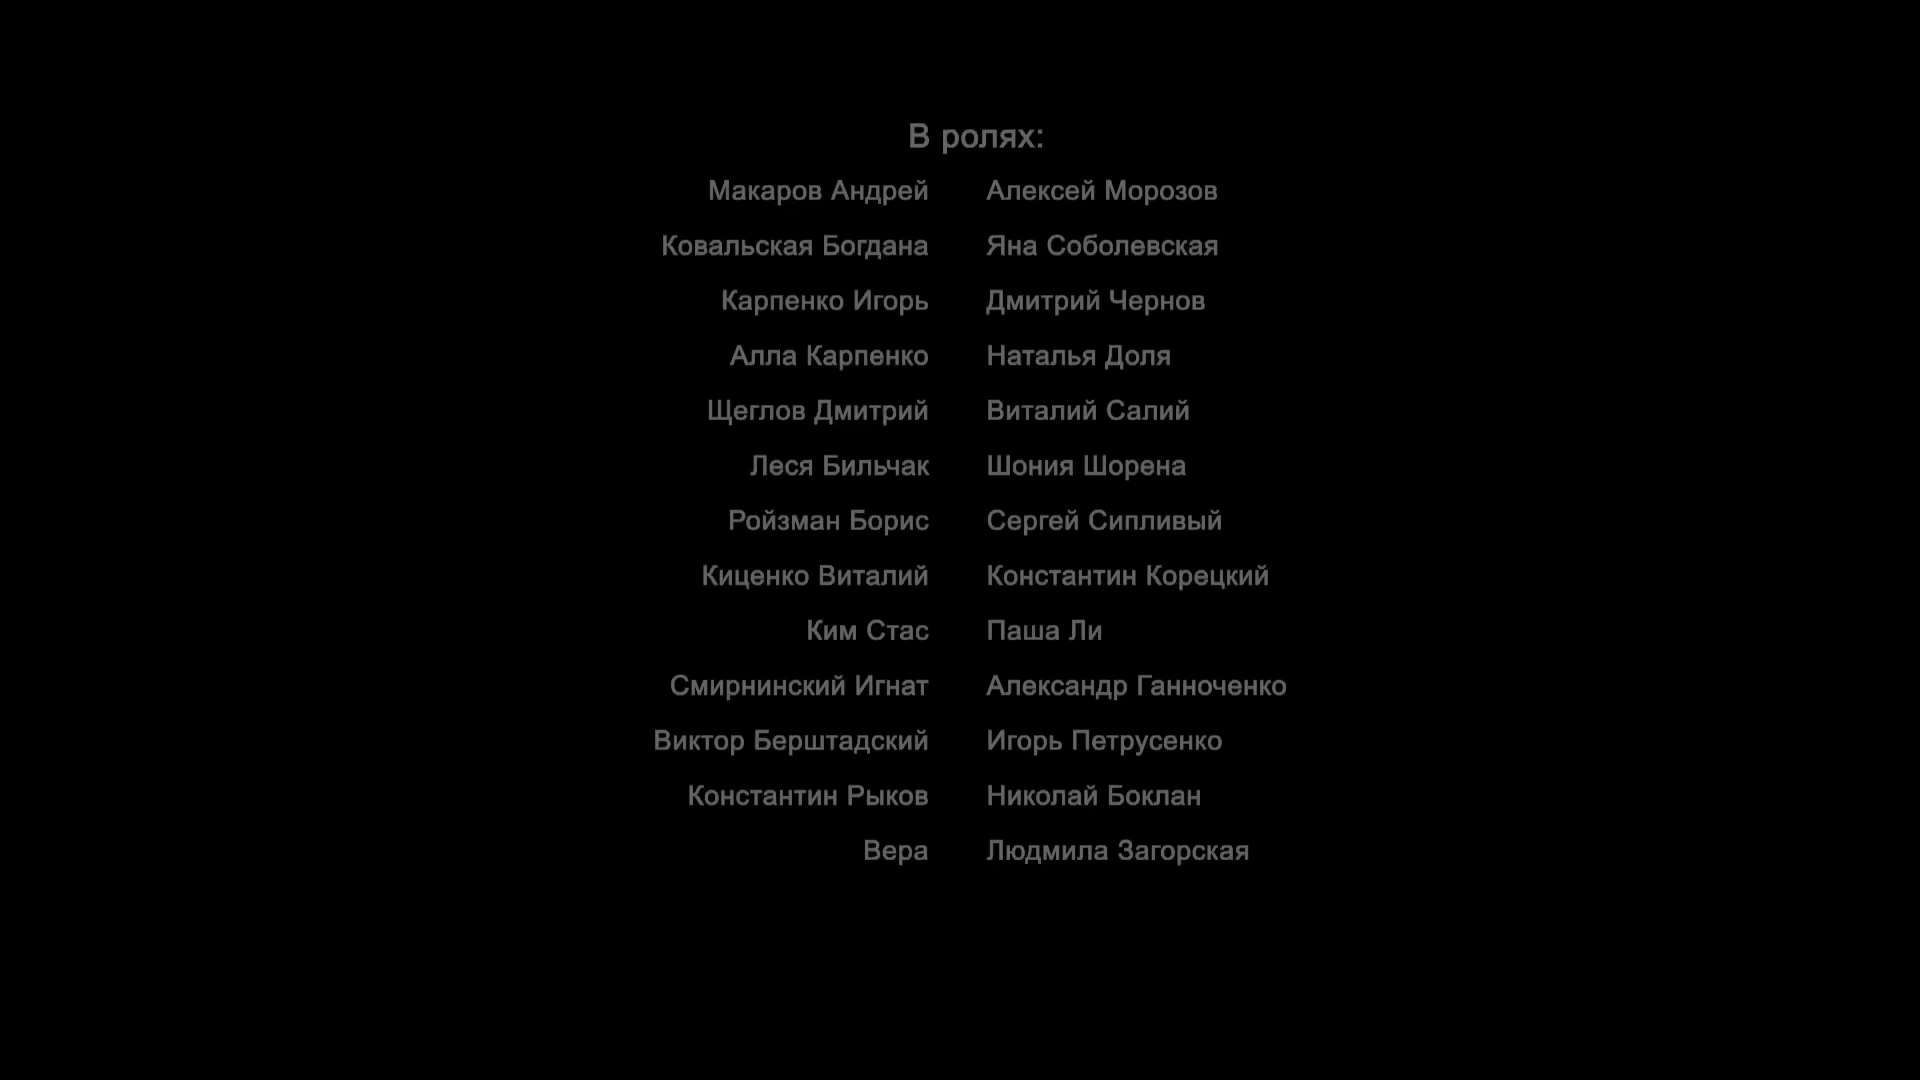 В ролях:
Макаров Андрей Алексей Морозов
Ковальская Богдана Яна Соболевская
Карпенко Игорь Дмитрий Чернов
Алла Карпенко Наталья Доля
Щеглов Дмитрий Виталий Салий
Леся Бильчак Шония Шорена
Ройзман Борис Сергей Сипливый
Киценко Виталий Константин Корецкий
Ким Стас Паша Ли
Смирнинский Игнат Александр Ганноченко
Виктор Берштадский Игорь Петрусенко
Константин Рыков Николай Боклан
Вера Людмила Загорская